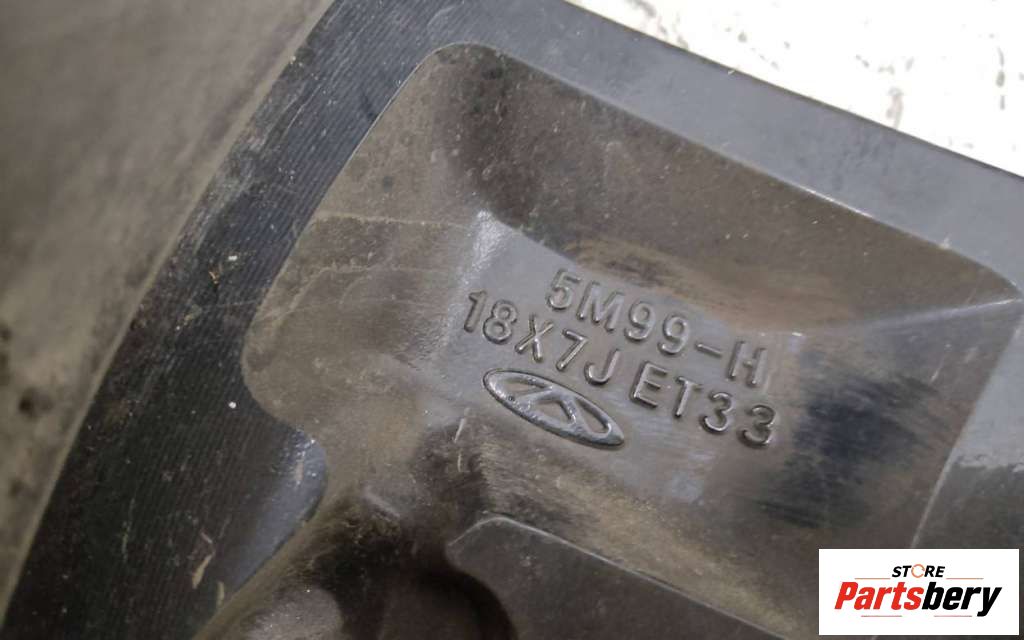 5M99-H
18X7J ET33
STORE
Partsbery